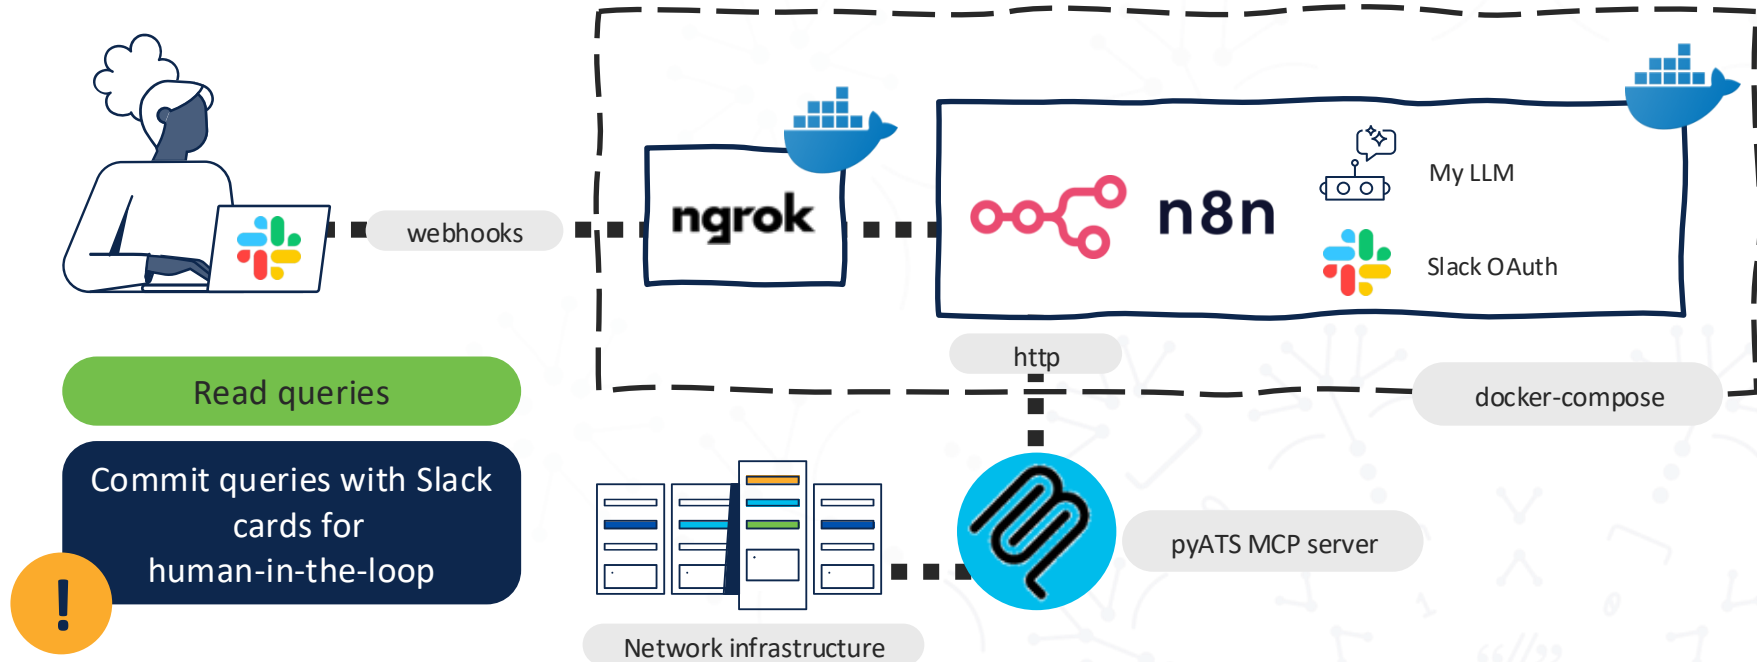 webhooks
ngrok
n8n
My LLM
Slack OAuth
http
docker-compose
Read queries
Commit queries with Slack
cards for
human-in-the-loop
!
pyATS MCP server
Network infrastructure